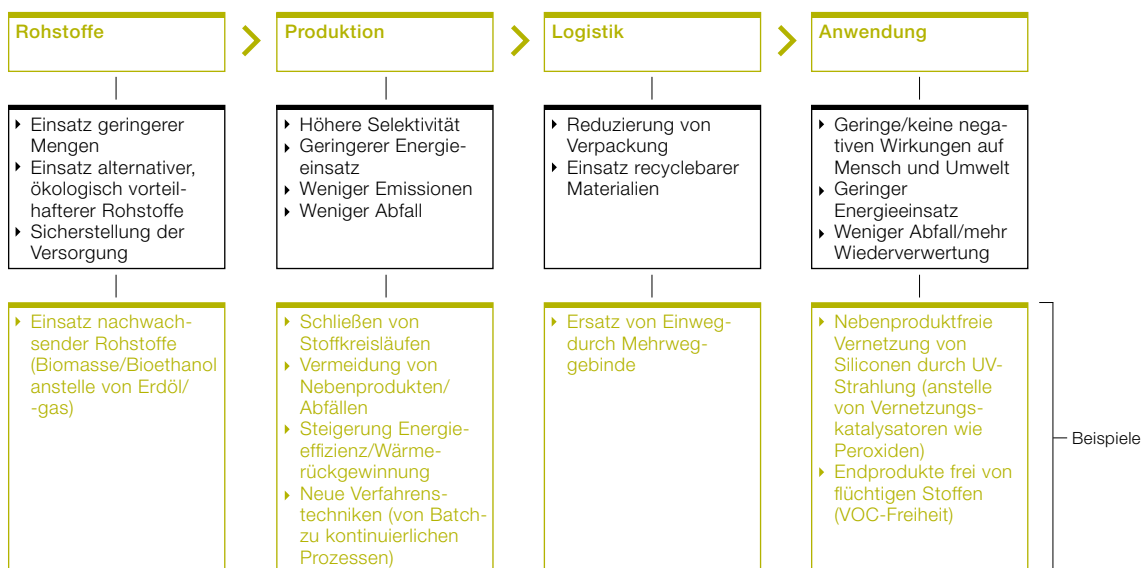 Rohstoffe
Produktion
Logistik
Anwendung
Einsatz geringerer
Mengen
Einsatz alternativer,
ökologisch vorteil-
hafterer Rohstoffe
Sicherstellung der
Versorgung
Höhere Selektivität
Geringerer Energie-
einsatz
Weniger Emissionen
Weniger Abfall
Reduzierung von
Verpackung
Einsatz recyclebarer
Materialien
Geringe/keine nega-
tiven Wirkungen auf
Mensch und Umwelt
Geringer
Energieeinsatz
Weniger Abfall/mehr
Wiederverwertung
Einsatz nachwach-
sender Rohstoffe
(Biomasse/Bioethanol
anstelle von Erdöl/
-gas)
Schließen von
Stoffkreisläufen
Vermeidung von
Nebenprodukten/
Abfällen
Steigerung Energie-
effizienz/Wärme-
rückgewinnung
Neue Verfahrens-
techniken (von Batch-
zu kontinuierlichen
Prozessen)
Ersatz von Einweg-
durch Mehrweg-
gebinde
Nebenproduktfreie
Vernetzung von
Siliconen durch UV-
Strahlung (anstelle
von Vernetzungs-
katalysatoren wie
Peroxiden)
Endprodukte frei von
flüchtigen Stoffen
(VOC-Freiheit)
Beispiele